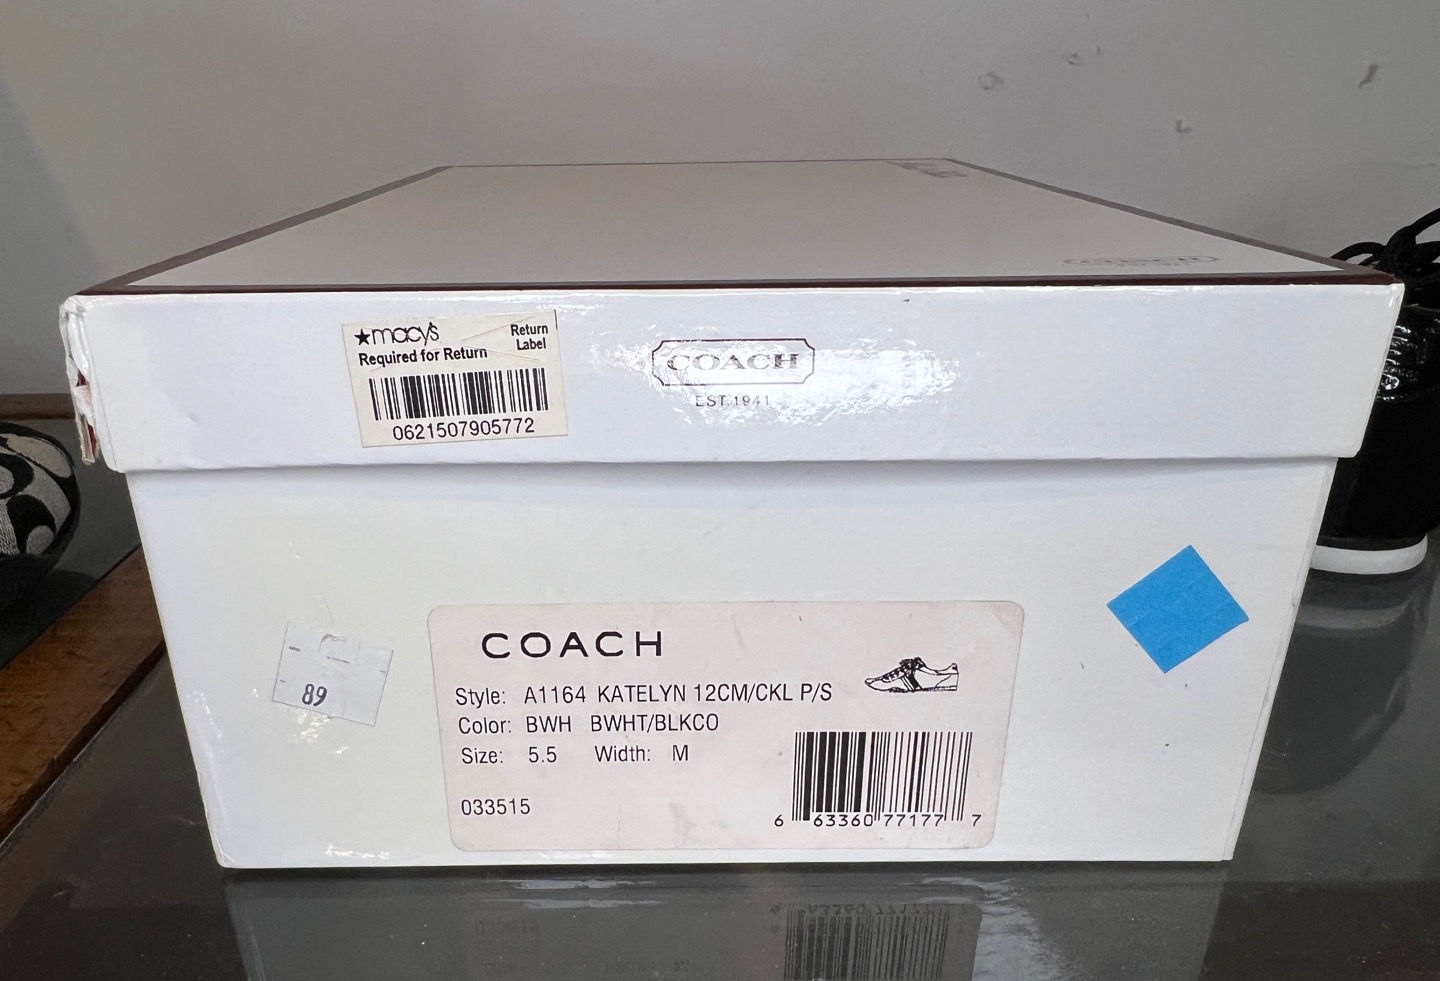 COACH
★macy's
Return
Label
Required for Return
0621507905772
COACH
EST. 1941
89
COACH
Style: A1164 KATELYN 12CM/CKL P/S
Color: BWH BWHT/BLKCO
Size: 5.5 Width: M
033515
6 63360 77177 7